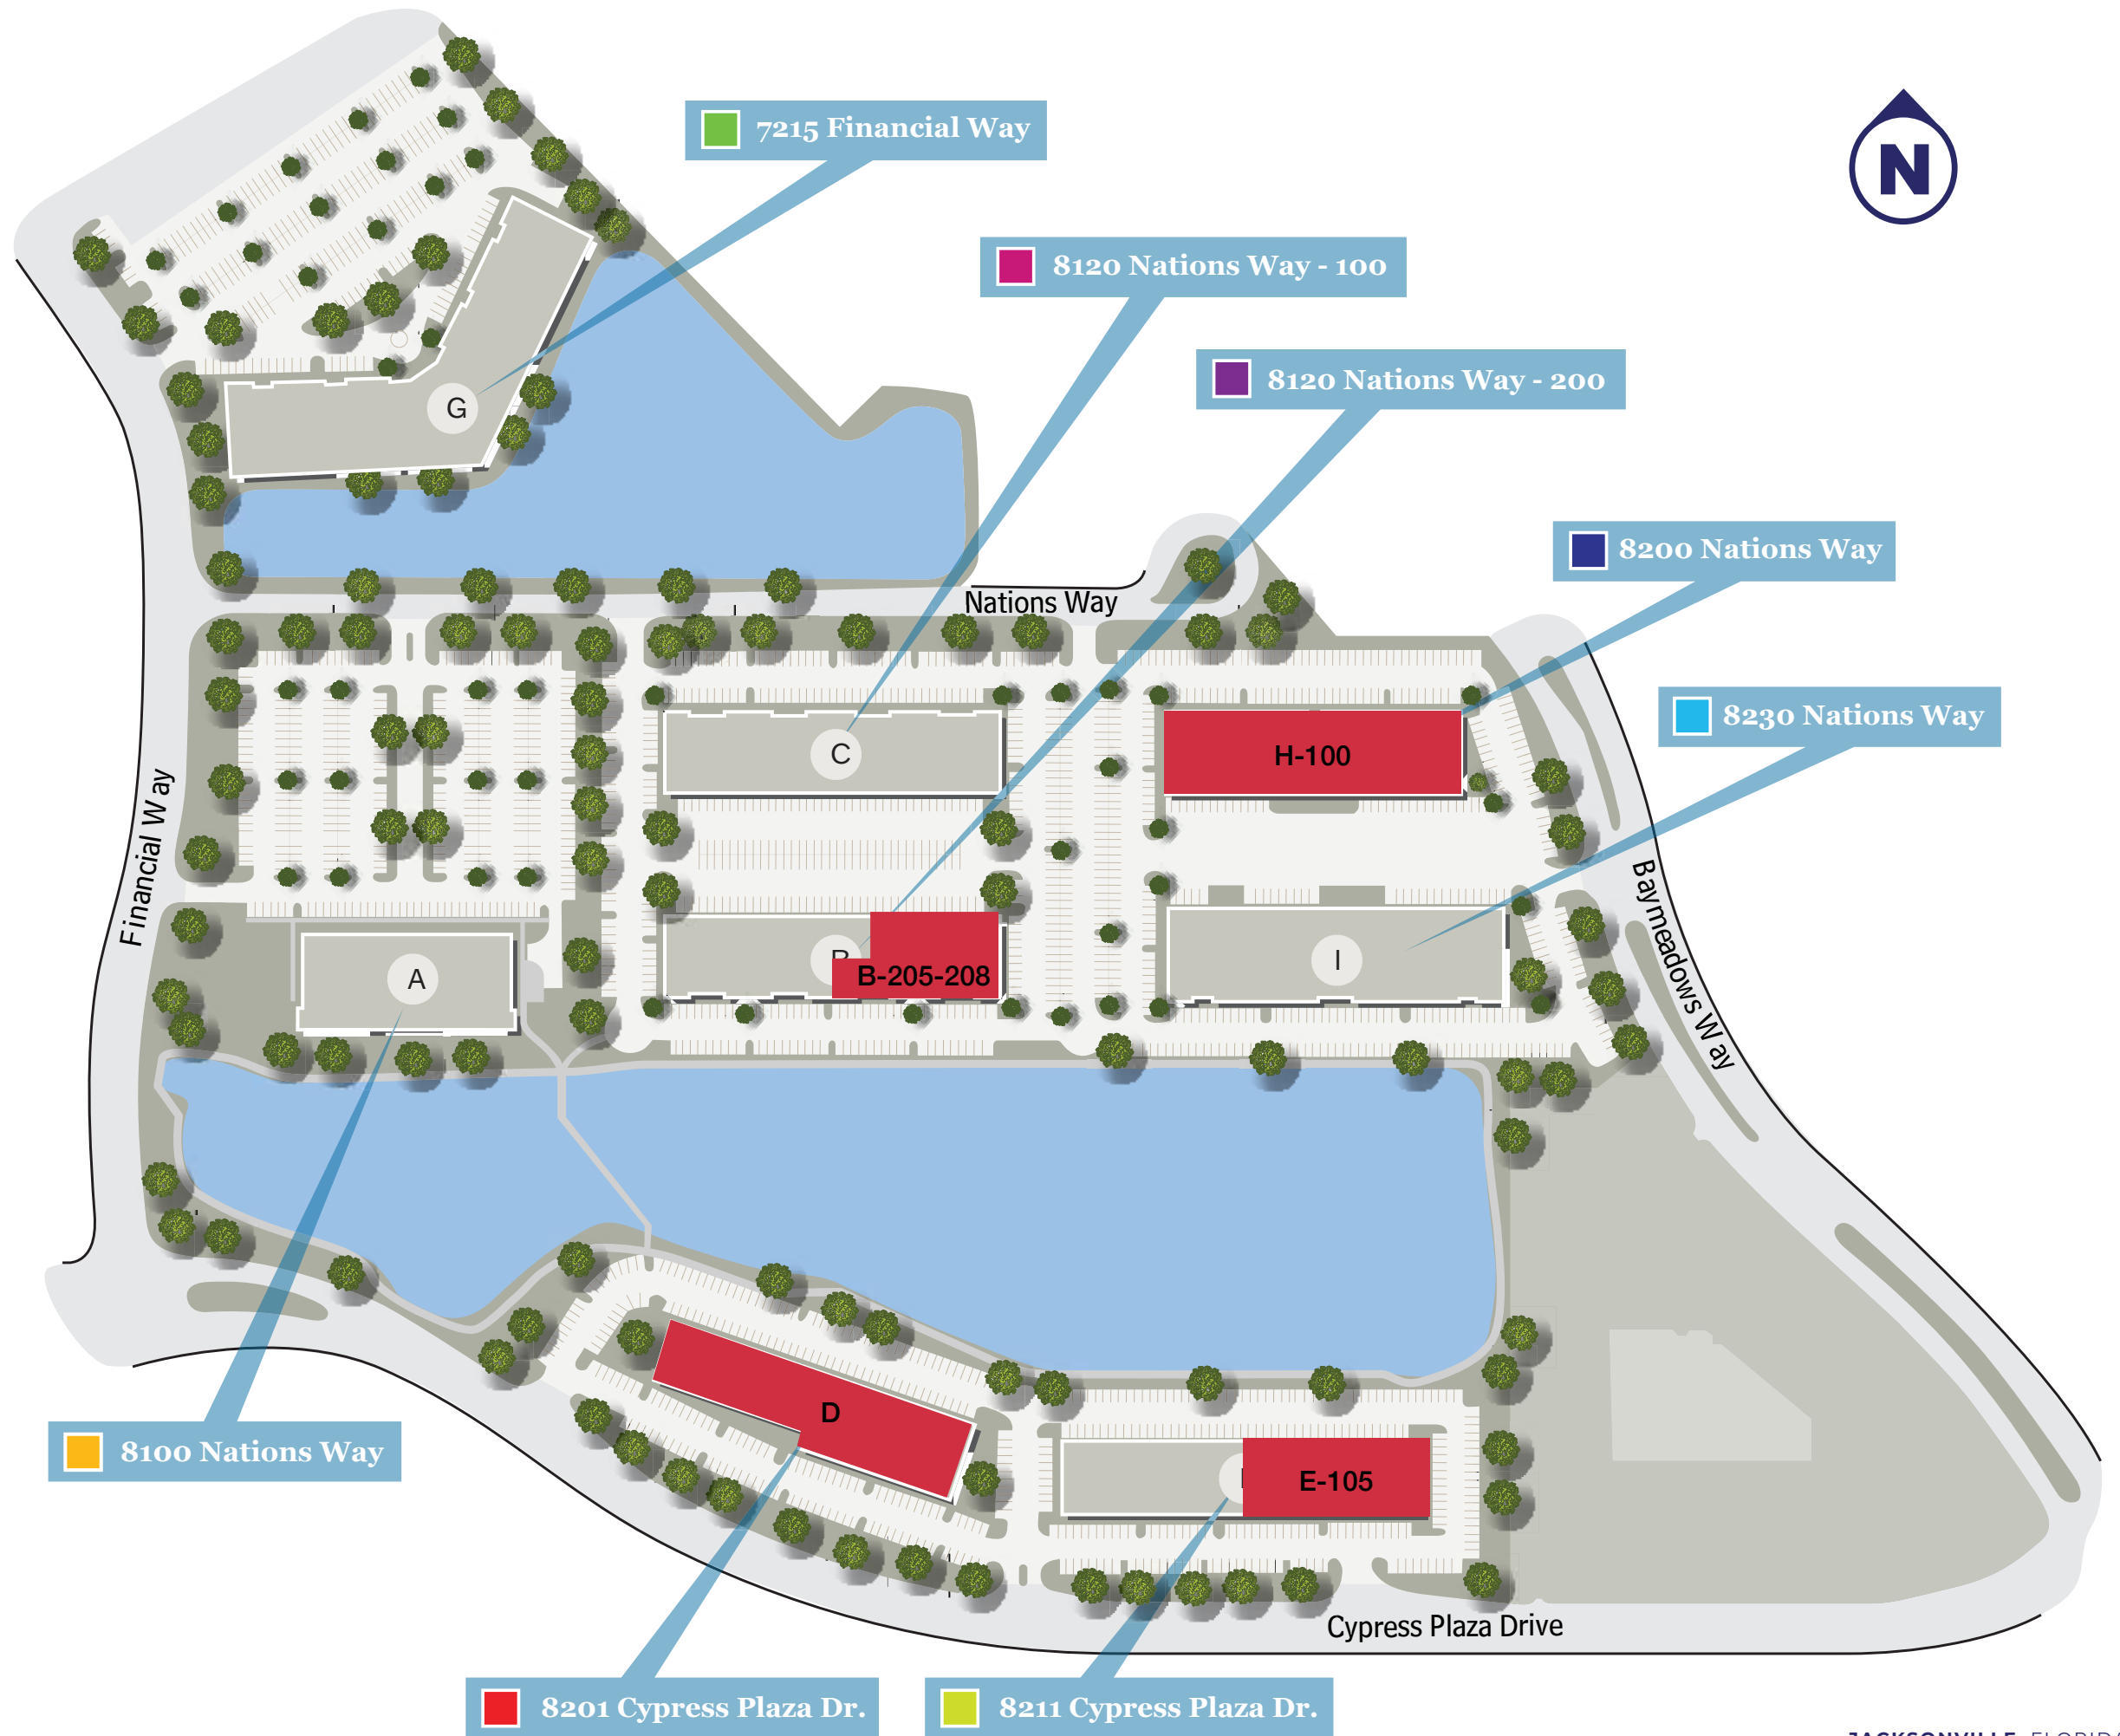 7215 Financial Way
N
8120 Nations Way - 100
8120 Nations Way - 200
G
8200 Nations Way
Nations Way
8230 Nations Way
C
H-100
Financial Way
Baymeadows Way
A
B-205-208
I
D
8100 Nations Way
E-105
Cypress Plaza Drive
8201 Cypress Plaza Dr.
8211 Cypress Plaza Dr.
JACKSONVILLE, FLORIDA